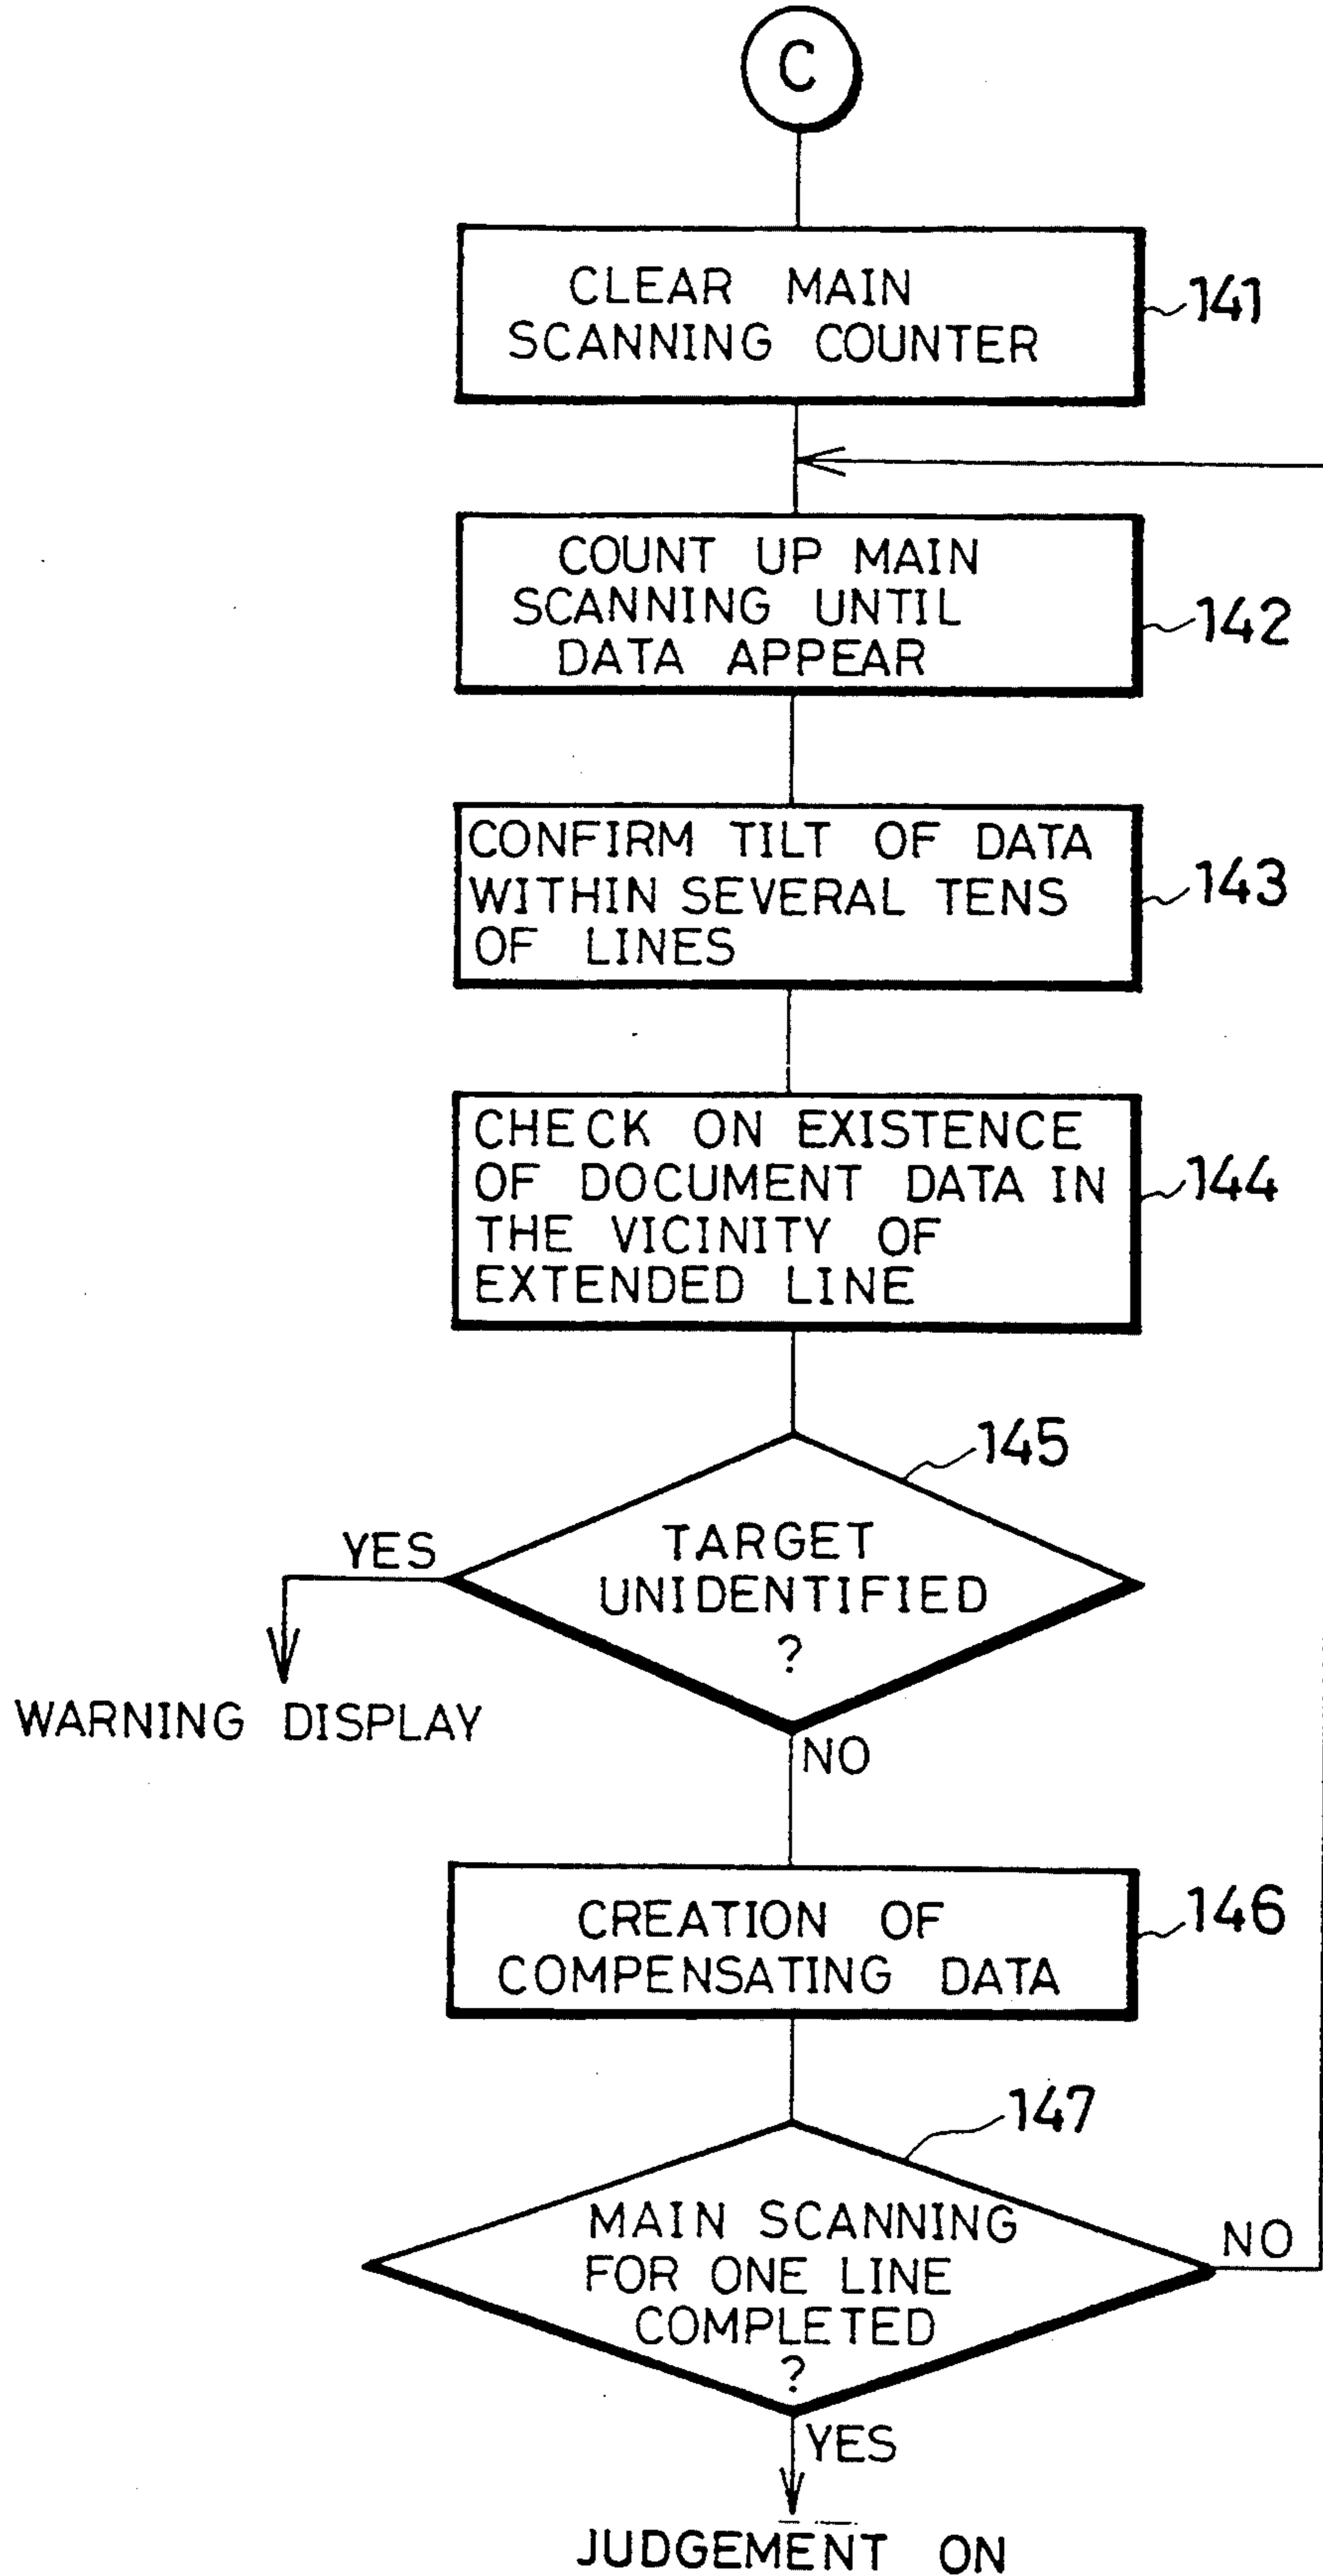 C
CLEAR MAIN
SCANNING COUNTER
141
COUNT UP MAIN
SCANNING UNTIL
DATA APPEAR
142
CONFIRM TILT OF DATA
WITHIN SEVERAL TENS
OF LINES
143
CHECK ON EXISTENCE
OF DOCUMENT DATA IN
THE VICINITY OF
EXTENDED LINE
144
145
TARGET
UNIDENTIFIED
?
YES
WARNING DISPLAY
NO
CREATION OF
COMPENSATING DATA
146
147
MAIN SCANNING
FOR ONE LINE
COMPLETED
?
NO
YES
JUDGEMENT ON